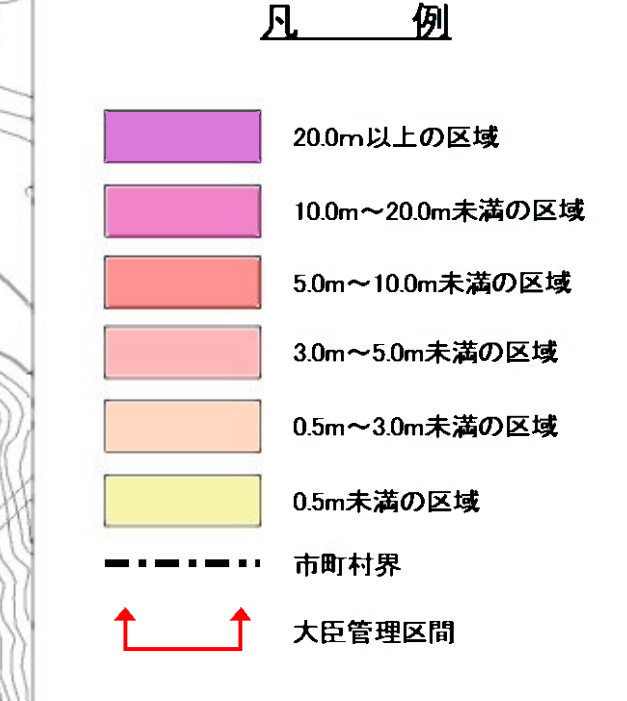 凡　例
20.0m以上の区域
10.0m～20.0m未満の区域
5.0m～10.0m未満の区域
3.0m～5.0m未満の区域
0.5m～3.0m未満の区域
0.5m未満の区域
市町村界
大臣管理区間